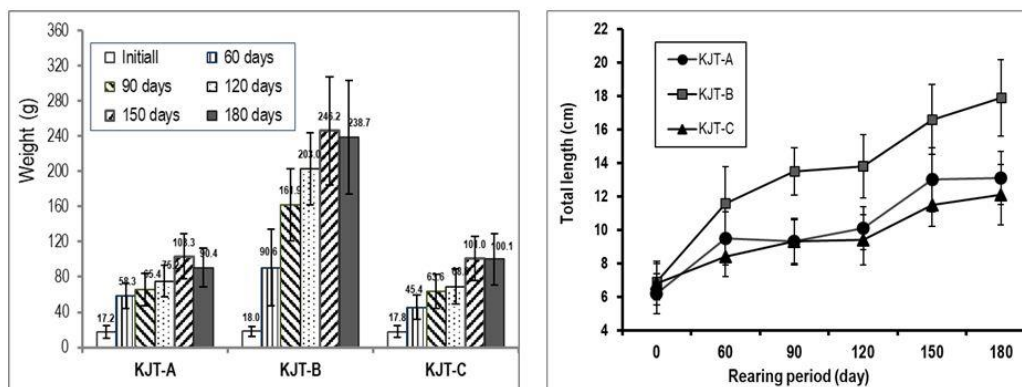 Weight (g)
360
320
280
240
200
160
120
80
40
0
Initiall 60 days
90 days 120 days
150 days 180 days
17.2 58.3 103.3 90.4
18.0 90.6 161.9 203.0 246.2 238.7
17.8 45.4 63.6 101.0 100.1
KJT-A KJT-B KJT-C
Total length (cm)
22
20
18
16
14
12
10
8
6
4
KJT-A
KJT-B
KJT-C
0 60 90 120 150 180
Rearing period (day)